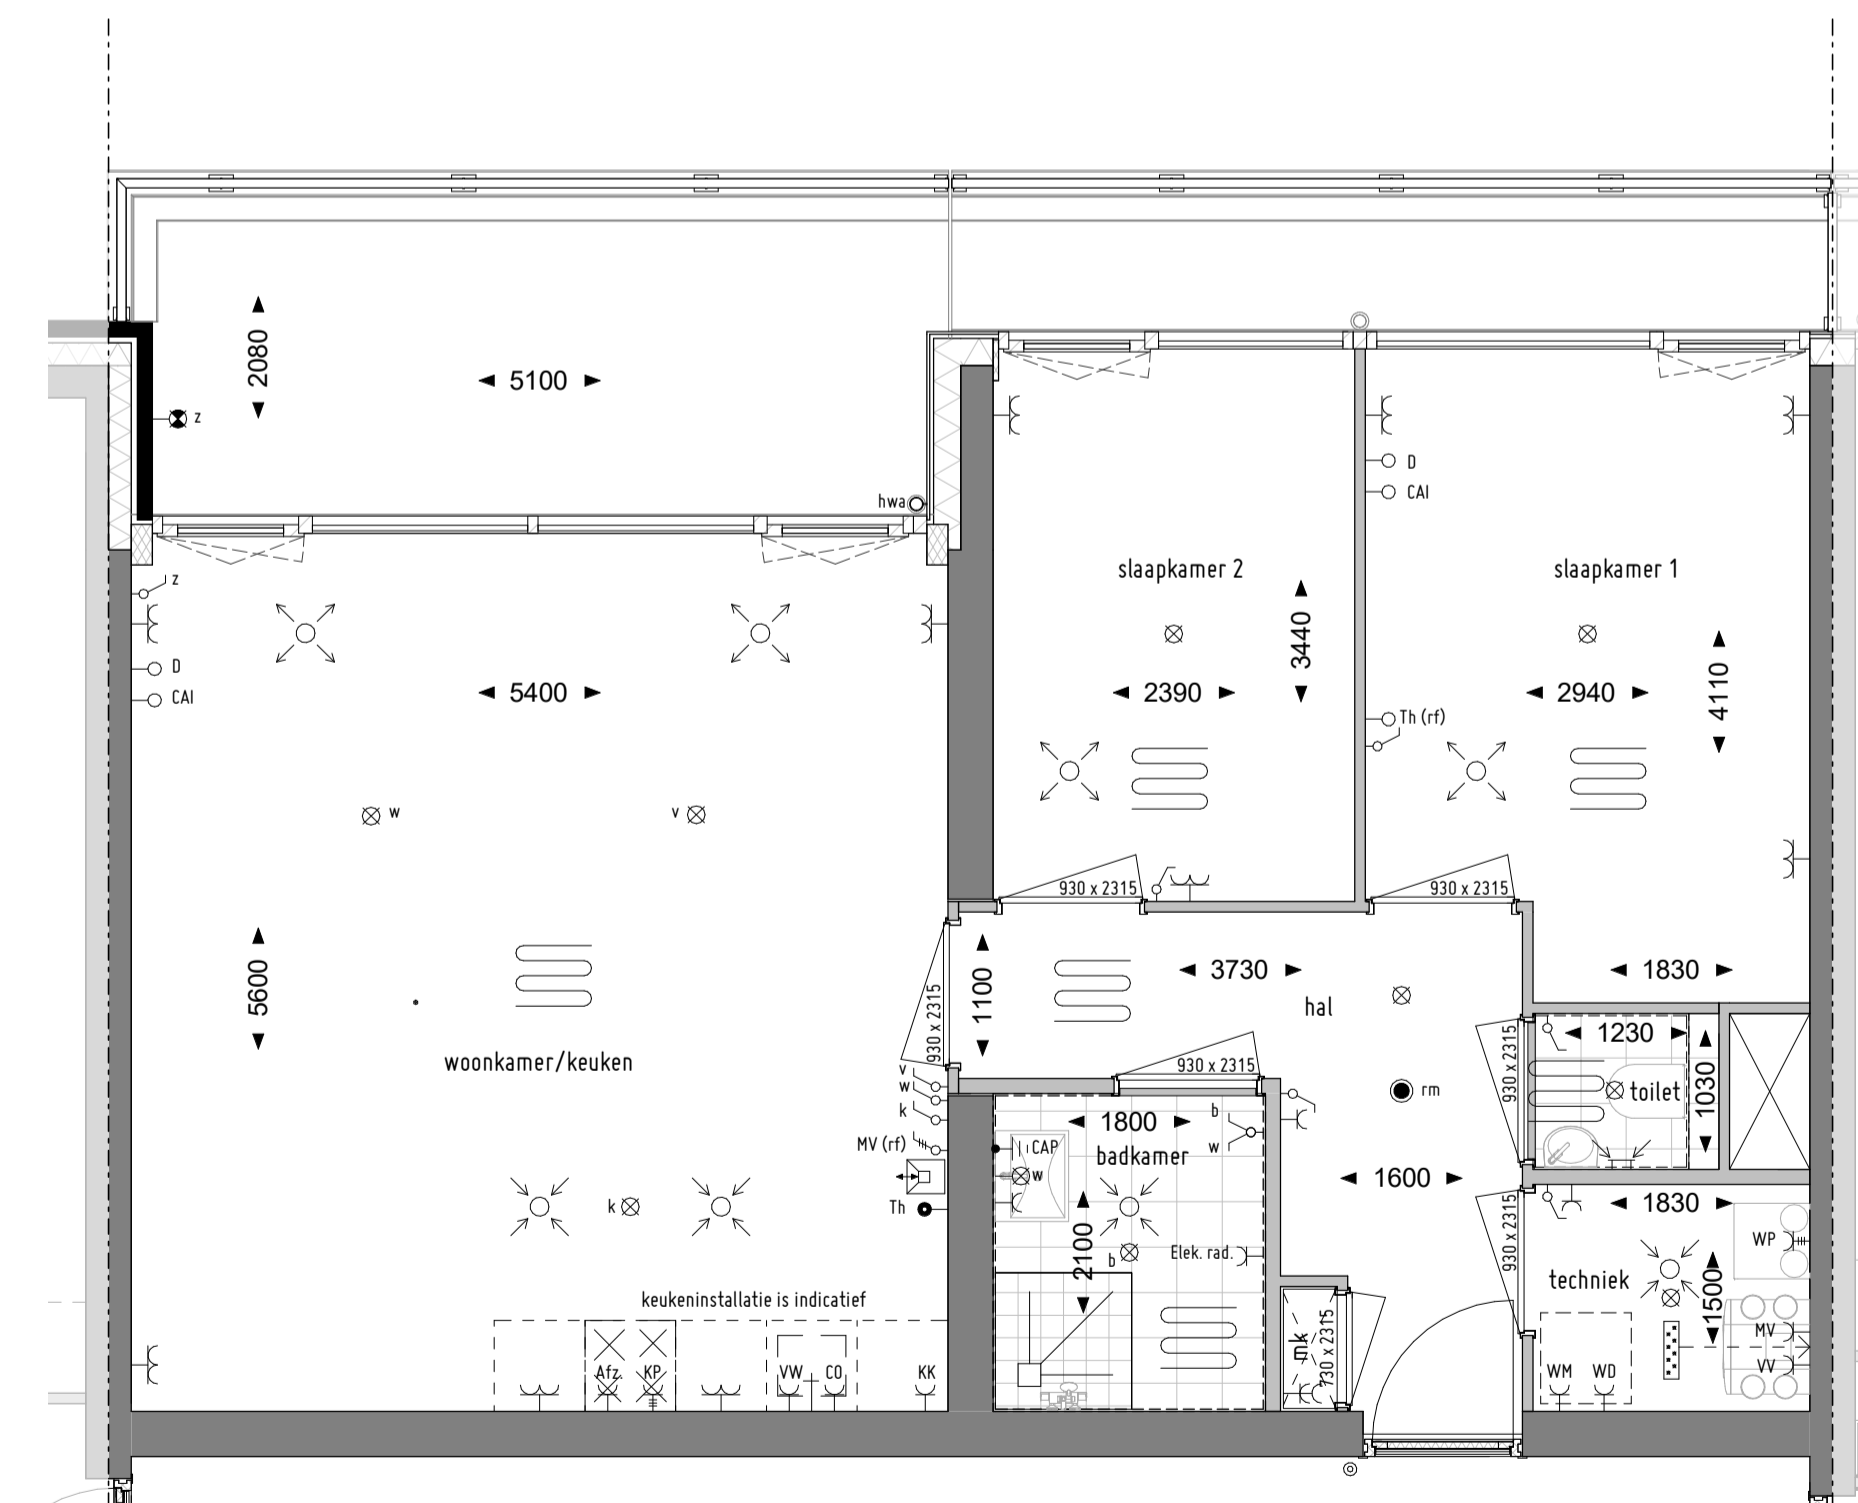 2080
5100
z
hwa
z
D
CAI
5400
w
v
5600
woonkamer/keuken
930 x 2315
v
w
k
MV (rf)
Th
k
keukeninstallatie is indicatief
Afz.
KP
VW
CO
KK
slaapkamer 2
3440
2390
930 x 2315
D
CAI
slaapkamer 1
2940
4110
Th (rf)
930 x 2315
1100
3730
hal
1830
930 x 2315
930 x 2315
1230
toilet
1030
rm
1800
badkamer
b
w
CAP
w
2100
b
Elek. rad.
1600
930 x 2315
1830
WP
techniek
1500
MV
VV
WM
WD
mk
730 x 2315